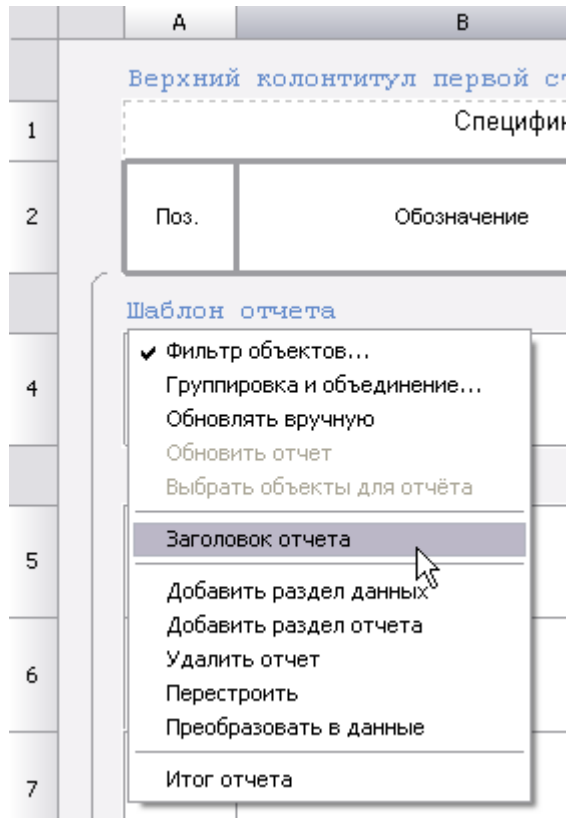 A B
Верхний колонтитул первой
1
2 Поз. Обозначение
Шаблон отчета
Фильтр объектов...
4 Группировка и объединение...
Обновлять вручную
Обновить отчет
Выбрать объекты для отчёта
Заголовок отчета
5
Добавить раздел данных
Добавить раздел отчета
6 Удалить отчет
Перестроить
Преобразовать в данные
7 Итог отчета